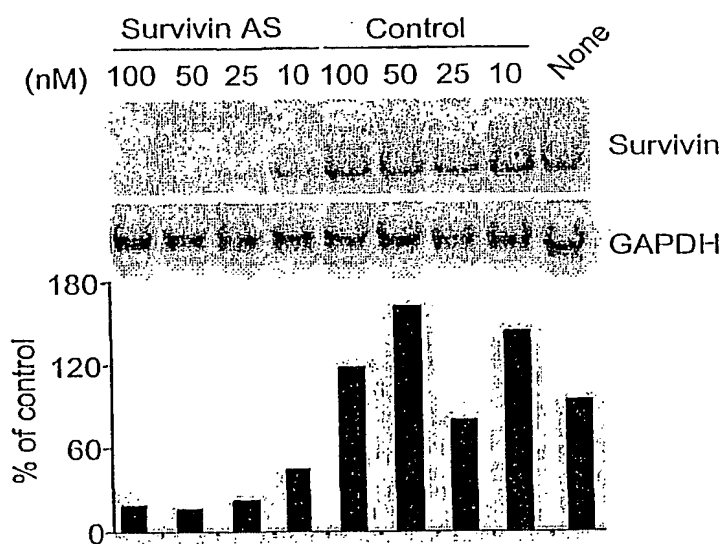 Survivin AS Control
(nM) 100 50 25 10 100 50 25 10 None
Survivin
GAPDH
180
120
60
0
% of control